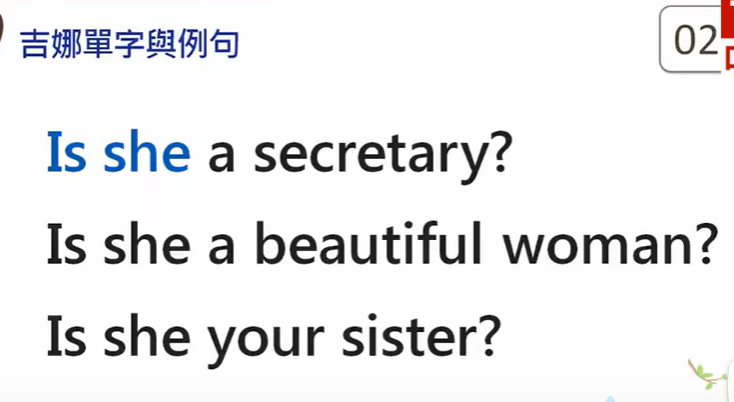 吉娜單字與例句
02
Is she a secretary?
Is she a beautiful woman?
Is she your sister?